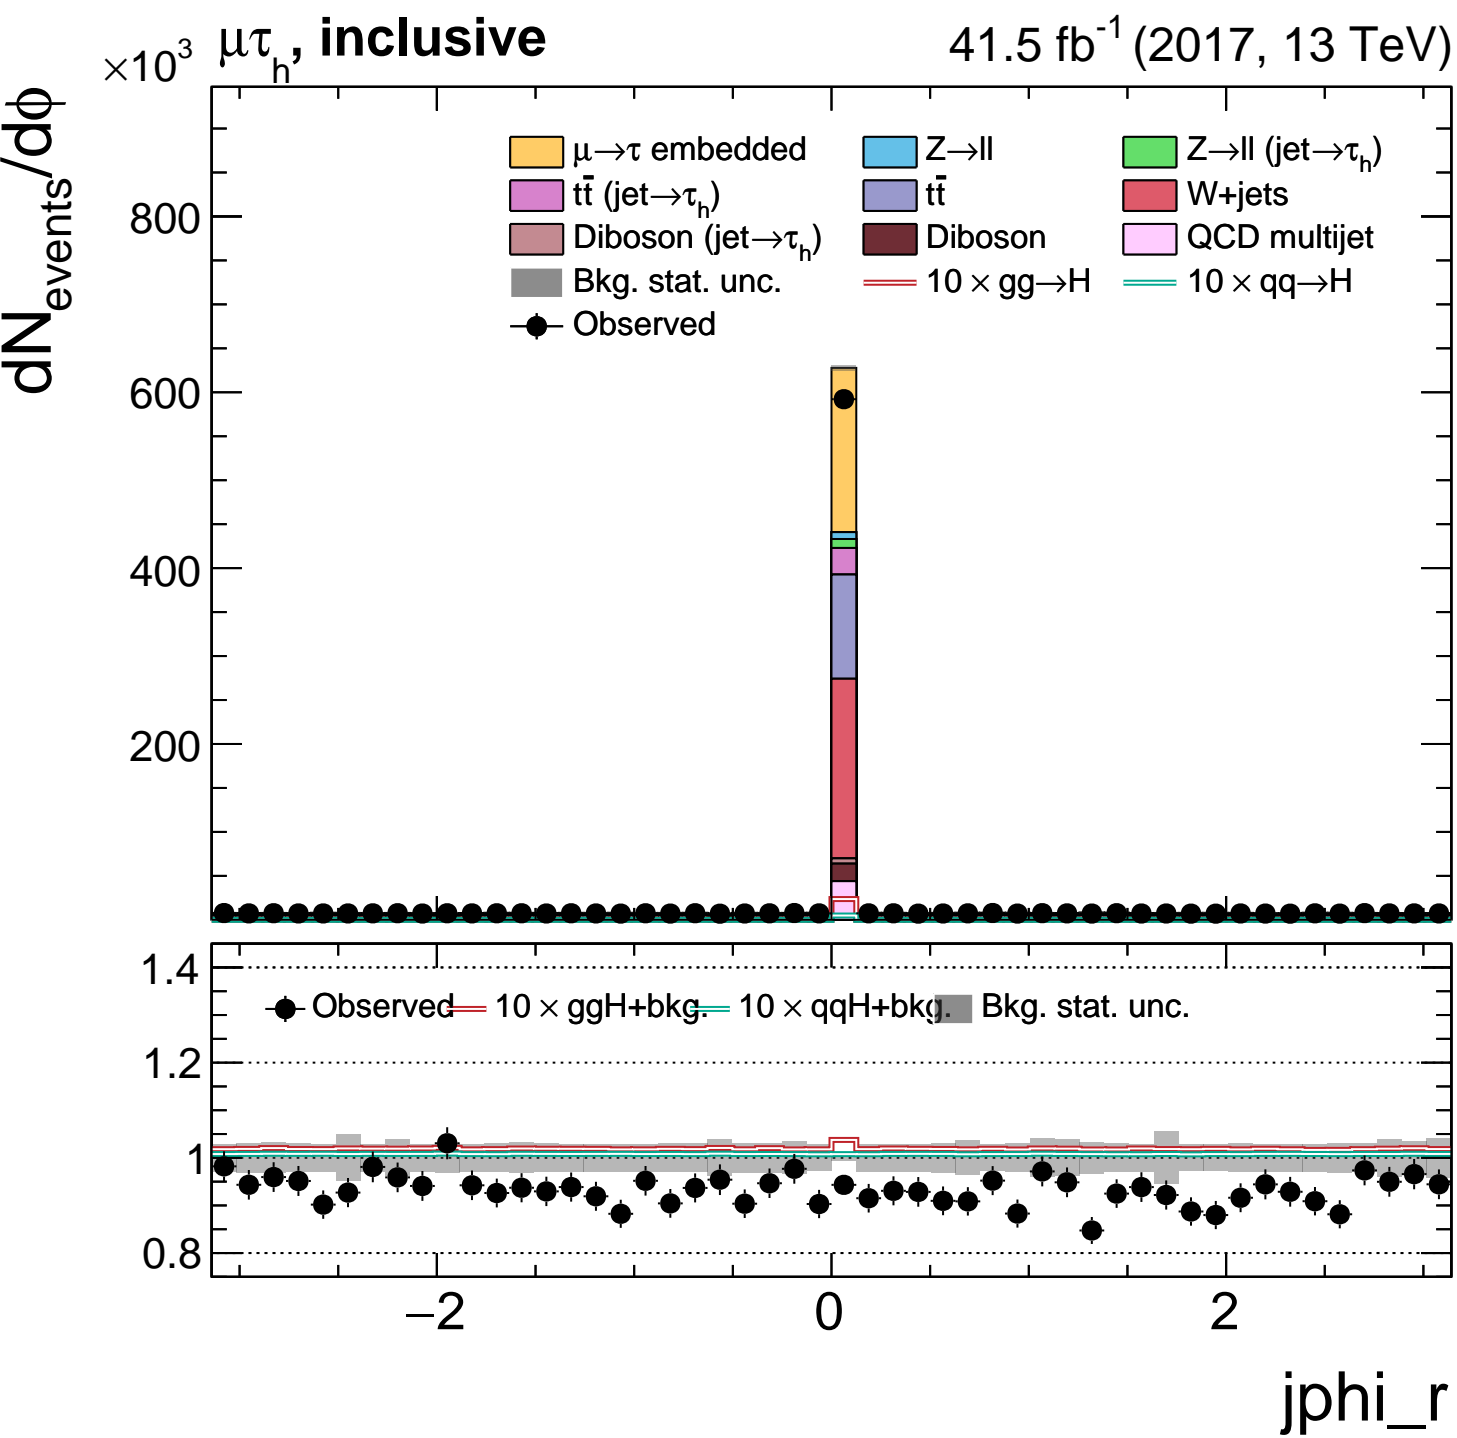 ×10³ μτₕ, inclusive 41.5 fb⁻¹ (2017, 13 TeV)
dN_events/dϕ
μ→τ embedded Z→ll Z→ll (jet→τₕ)
tt̄ (jet→τₕ) tt̄ W+jets
Diboson (jet→τₕ) Diboson QCD multijet
Bkg. stat. unc. 10 × gg→H 10 × qq→H
Observed
800
600
400
200
1.4
Observed 10 × ggH+bkg. 10 × qqH+bkg. Bkg. stat. unc.
1.2
1
0.8
−2 0 2
jphi_r